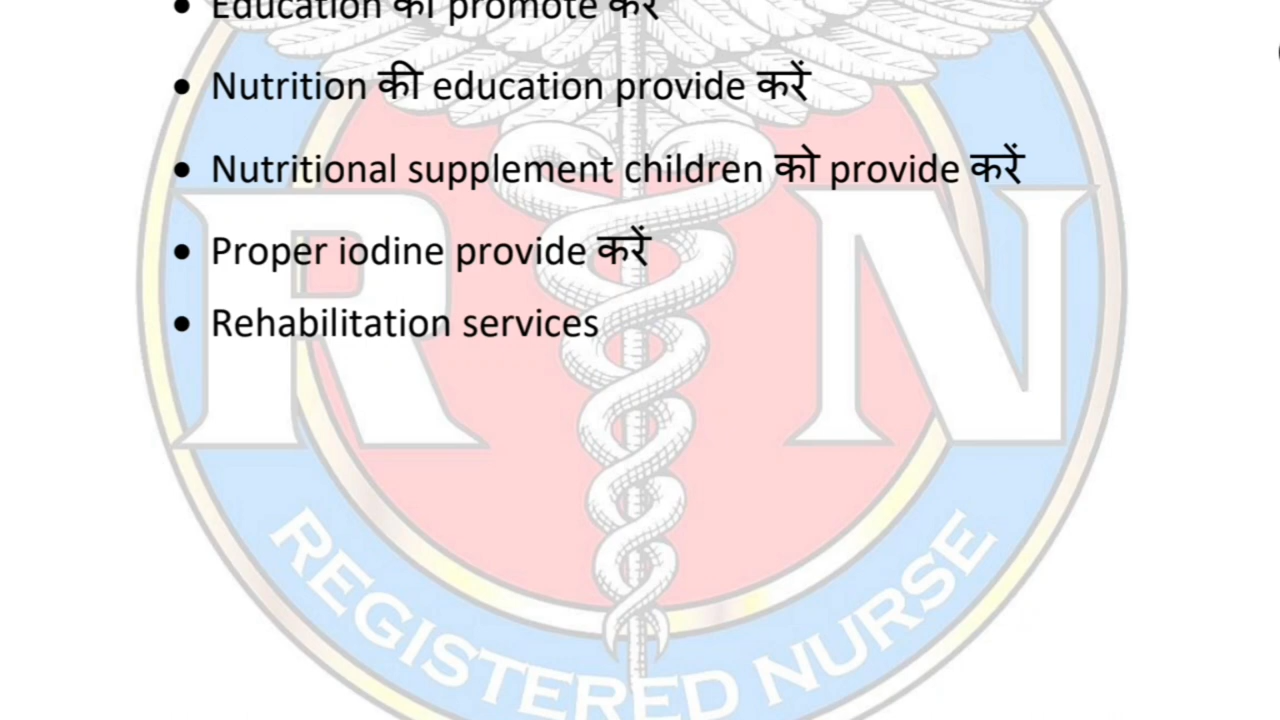 • Education को promote करें
• Nutrition की education provide करें
• Nutritional supplement children को provide करें
• Proper iodine provide करें
• Rehabilitation services
R N
REGISTERED NURSE